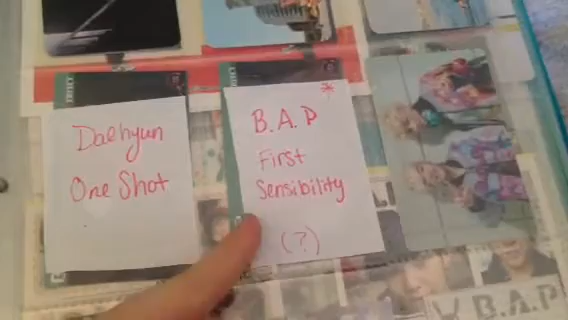 Daehyun
One Shot
*
B.A.P
First
Sensibility
(?)
B.A.P